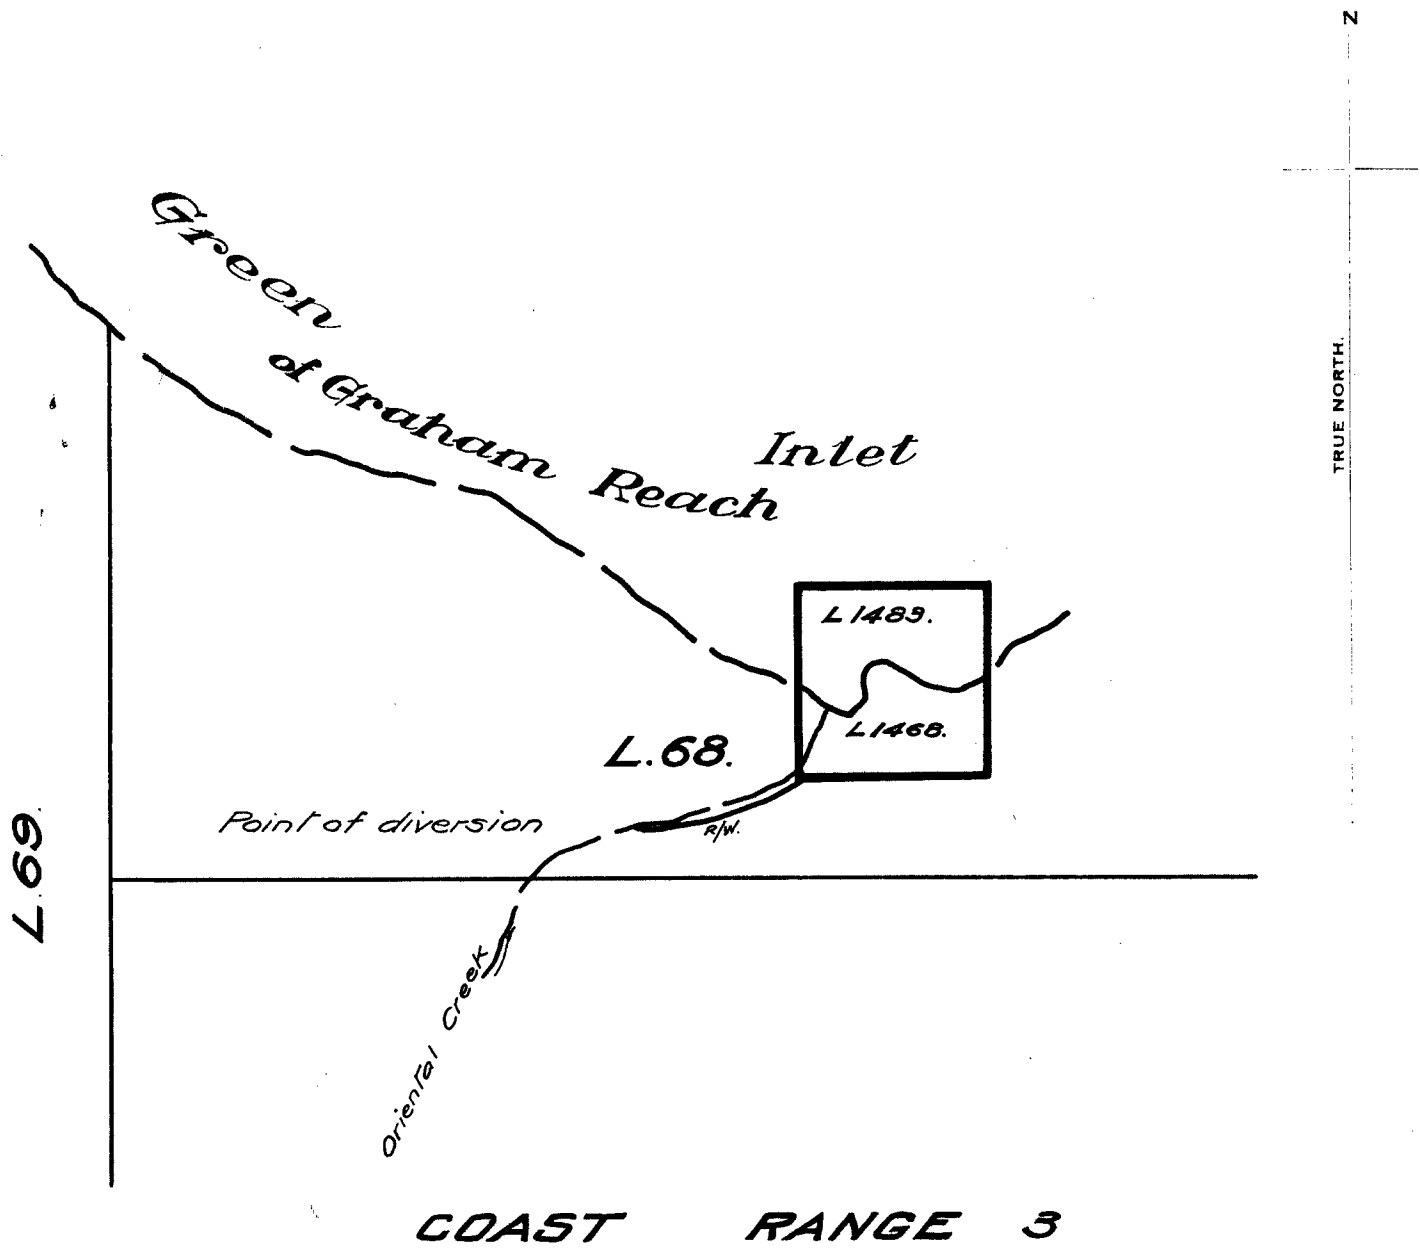 N
TRUE NORTH.
Green Inlet
of Graham Reach
L 1489.
L 1468.
L.68.
Point of diversion
R/W.
L.69.
Oriental Creek
COAST RANGE 3